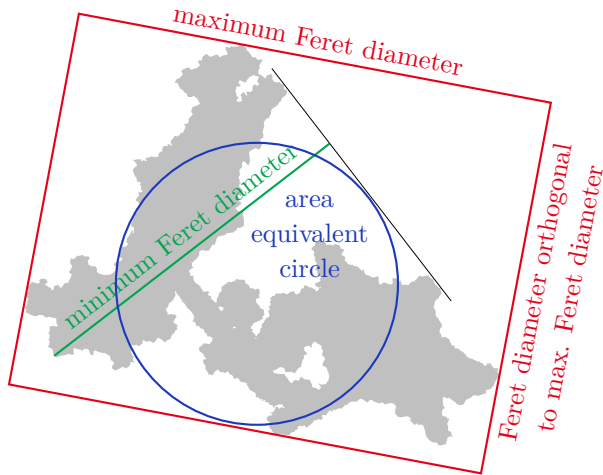 maximum Feret diameter
minimum Feret diameter
area
equivalent
circle
Feret diameter orthogonal
to max. Feret diameter